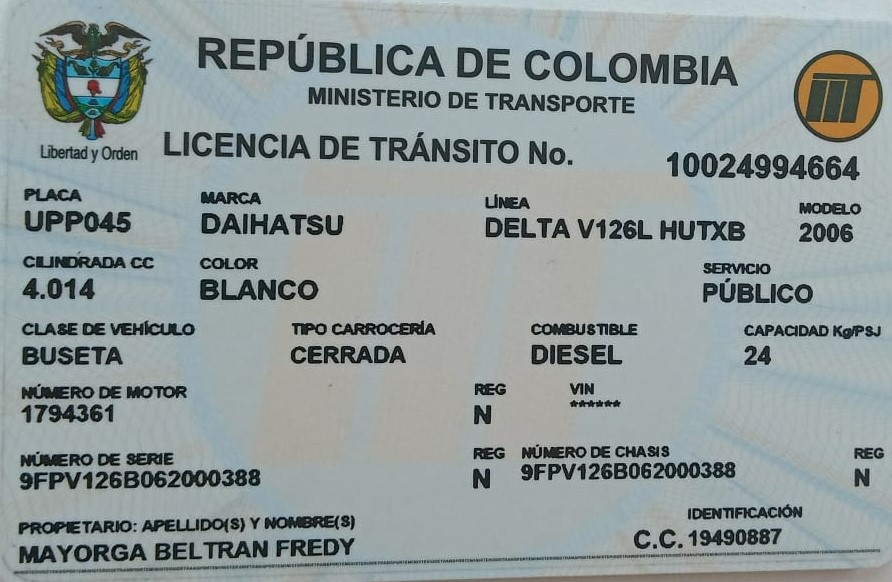 REPÚBLICA DE COLOMBIA
MINISTERIO DE TRANSPORTE
Libertad y Orden
LICENCIA DE TRÁNSITO No. 10024994664
PLACA MARCA LÍNEA MODELO
UPP045 DAIHATSU DELTA V126L HUTXB 2006
CILINDRADA CC COLOR SERVICIO
4.014 BLANCO PÚBLICO
CLASE DE VEHÍCULO TIPO CARROCERÍA COMBUSTIBLE CAPACIDAD Kg/PSJ
BUSETA CERRADA DIESEL 24
NÚMERO DE MOTOR REG VIN
1794361 N ******
NÚMERO DE SERIE REG NÚMERO DE CHASIS REG
9FPV126B062000388 N 9FPV126B062000388 N
PROPIETARIO: APELLIDO(S) Y NOMBRE(S) IDENTIFICACIÓN
MAYORGA BELTRAN FREDY C.C. 19490887